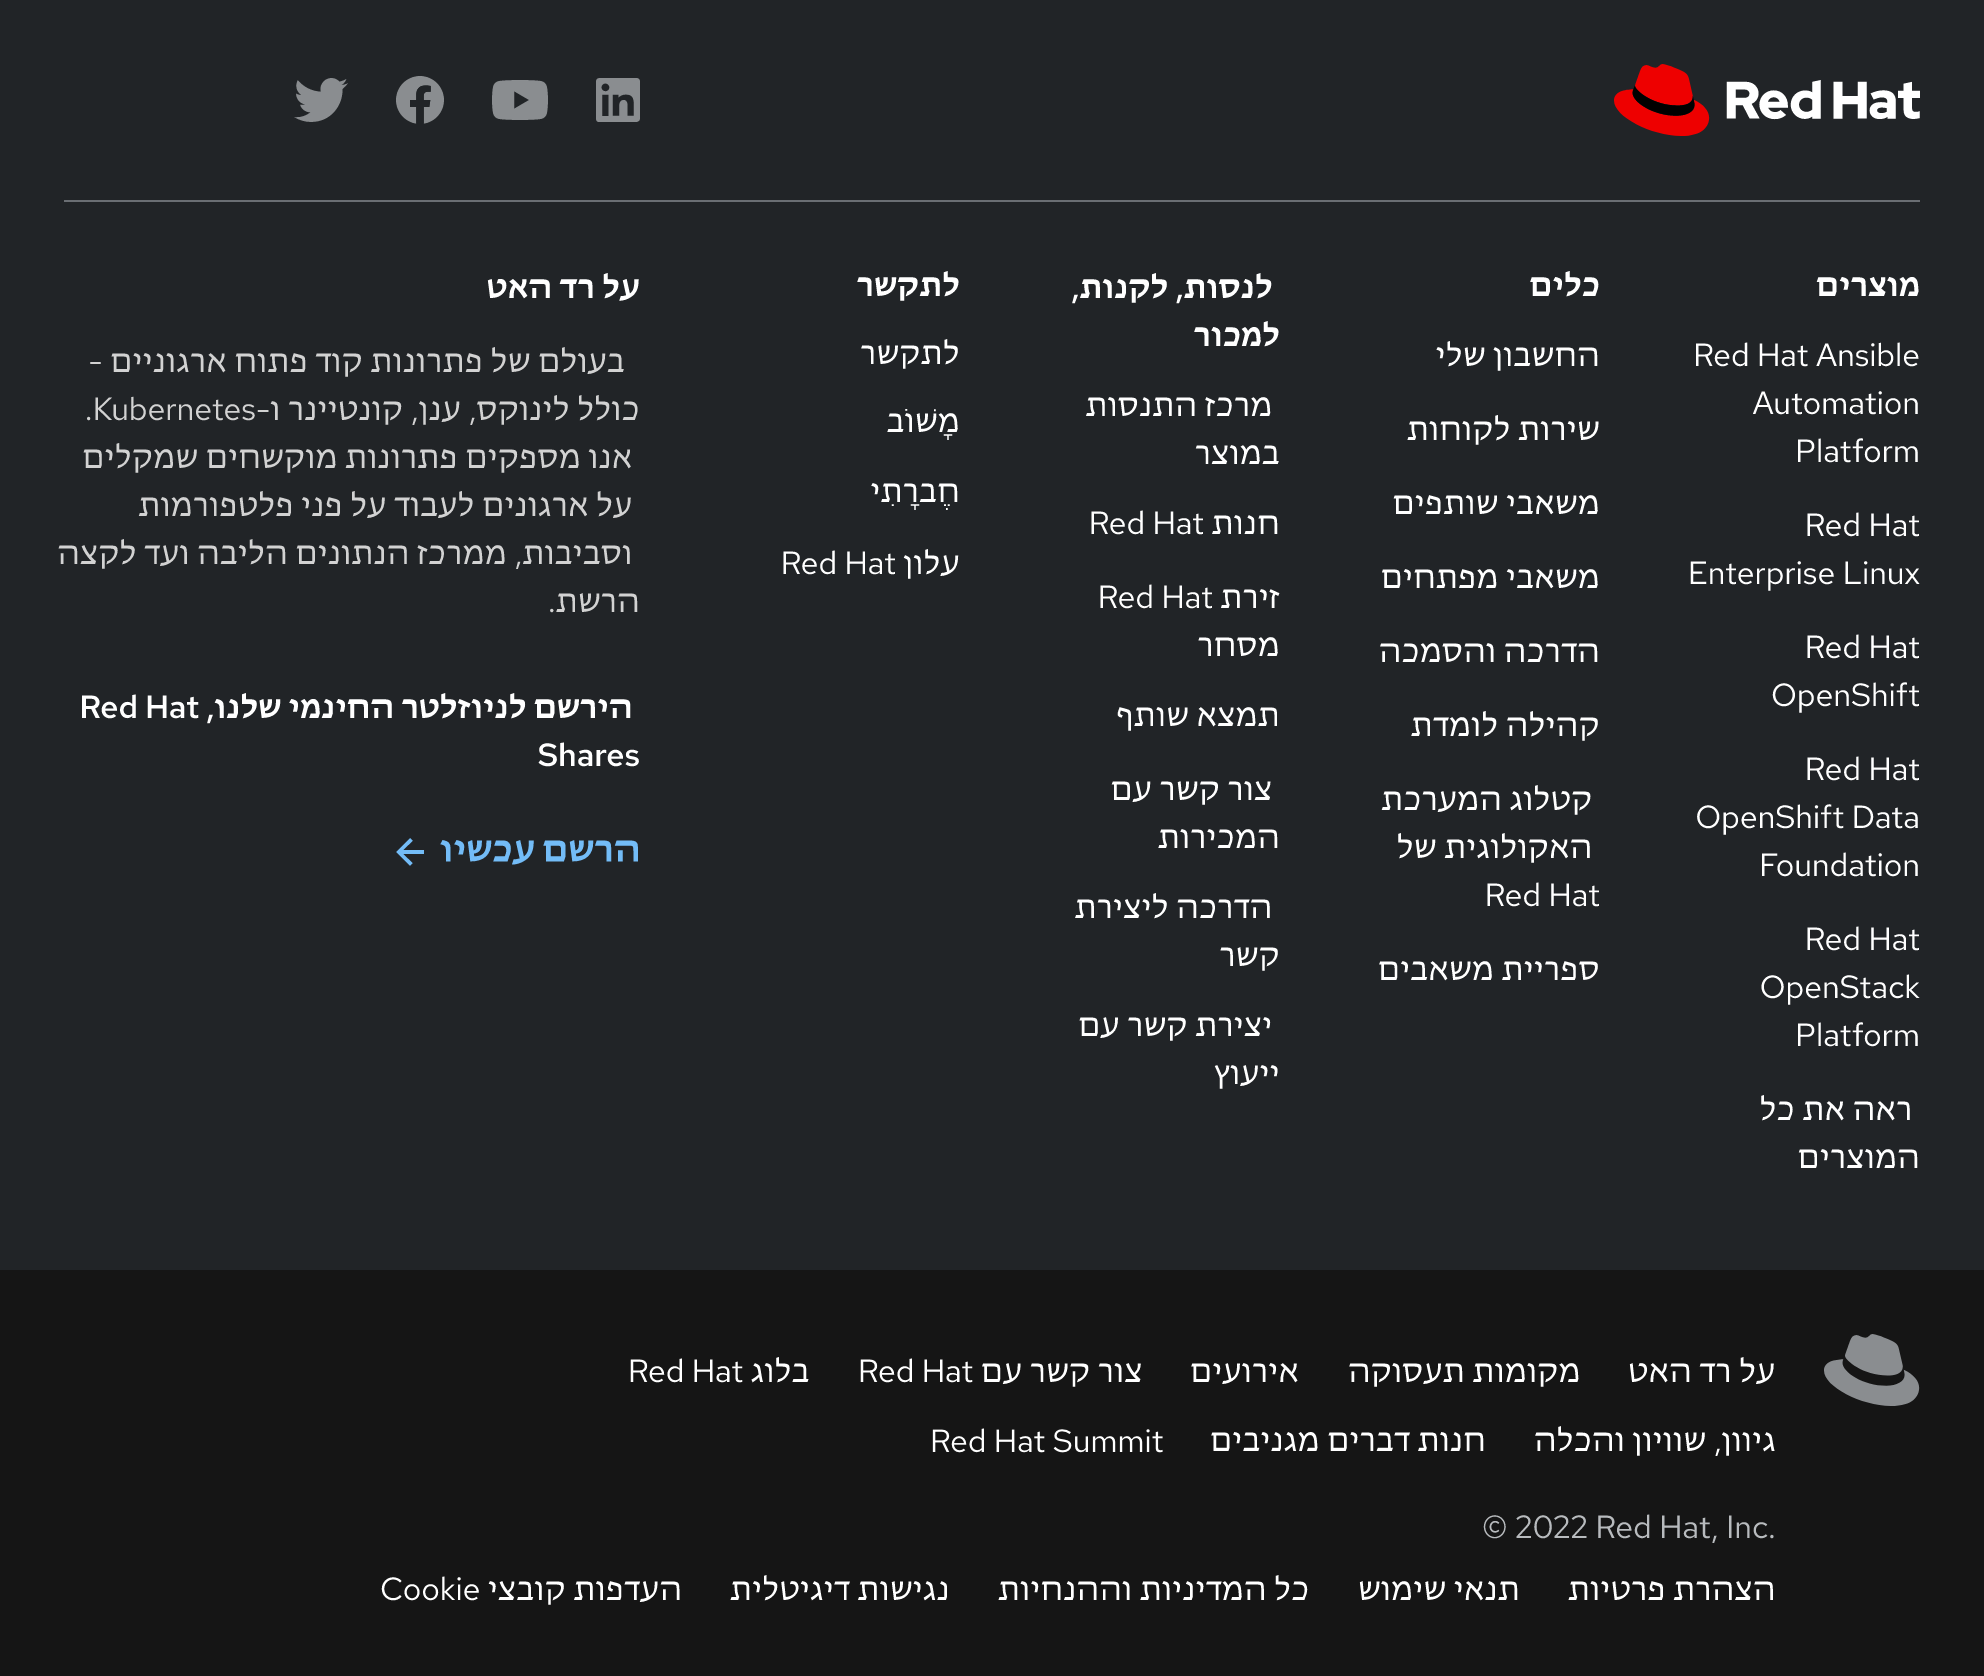 Red Hat
מוצרים
Red Hat Ansible
Automation
Platform
Red Hat
Enterprise Linux
Red Hat
OpenShift
Red Hat
OpenShift Data
Foundation
Red Hat
OpenStack
Platform
ראה את כל
המוצרים
כלים
החשבון שלי
שירות לקוחות
משאבי שותפים
משאבי מפתחים
הדרכה והסמכה
קהילה לומדת
קטלוג המערכת
האקולוגית של
Red Hat
ספריית משאבים
לנסות, לקנות,
למכור
מרכז התנסות
במוצר
חנות Red Hat
זירת Red Hat
מסחר
תמצא שותף
צור קשר עם
המכירות
הדרכה ליצירת
קשר
יצירת קשר עם
ייעוץ
לתקשר
לתקשר
מָשׁוֹב
חֶברָתִי
עלון Red Hat
על רד האט
בעולם של פתרונות קוד פתוח ארגוניים -
כולל לינוקס, ענן, קונטיינר ו-Kubernetes.
אנו מספקים פתרונות מוקשחים שמקלים
על ארגונים לעבוד על פני פלטפורמות
וסביבות, ממרכז הנתונים הליבה ועד לקצה
הרשת.
הירשם לניוזלטר החינמי שלנו, Red Hat
Shares
הרשם עכשיו
על רד האט מקומות תעסוקה אירועים צור קשר עם Red Hat בלוג Red Hat
גיוון, שוויון והכלה חנות דברים מגניבים Red Hat Summit
© 2022 Red Hat, Inc.
הצהרת פרטיות תנאי שימוש כל המדיניות וההנחיות נגישות דיגיטלית העדפות קובצי Cookie